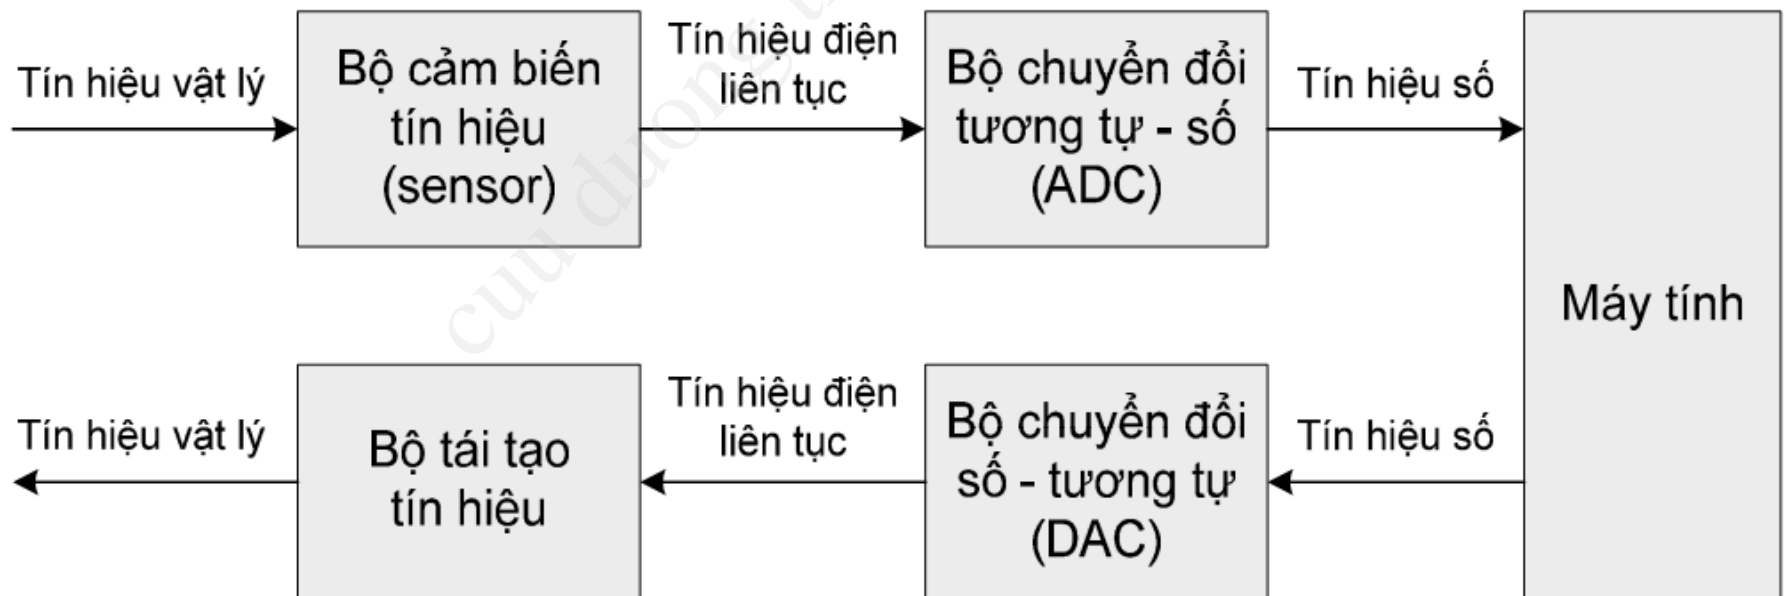 Tín hiệu vật lý
Bộ cảm biến
tín hiệu
(sensor)
Tín hiệu điện
liên tục
Bộ chuyển đổi
tương tự - số
(ADC)
Tín hiệu số
Máy tính
Tín hiệu số
Bộ chuyển đổi
số - tương tự
(DAC)
Tín hiệu điện
liên tục
Bộ tái tạo
tín hiệu
Tín hiệu vật lý
cuu duong